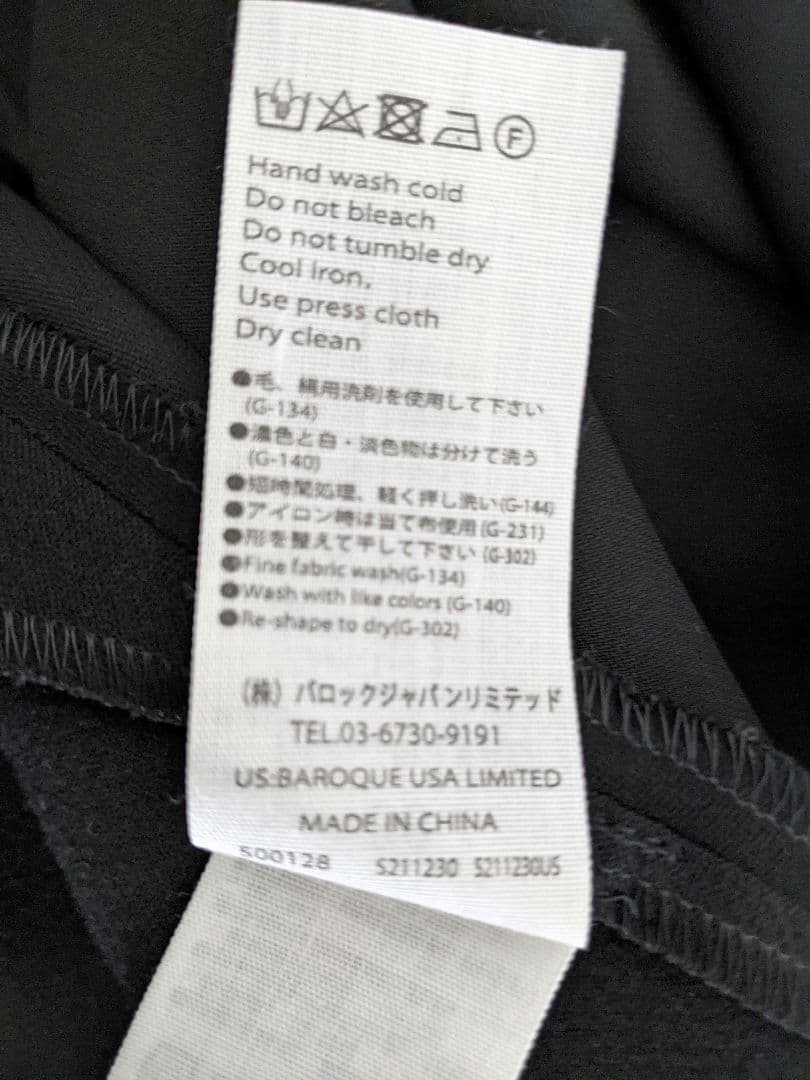 F
Hand wash cold
Do not bleach
Do not tumble dry
Cool iron,
Use press cloth
Dry clean
●毛、絹用洗剤を使用して下さい
(G-134)
●濃色と白・淡色物は分けて洗う
(G-140)
●短時間処理、軽く押し洗い(G-144)
●アイロン時は当て布使用(G-231)
●形を整えて干して下さい(G-302)
●Fine fabric wash(G-134)
●Wash with like colors (G-140)
●Re-shape to dry(G-302)
(株) バロックジャパンリミテッド
TEL.03-6730-9191
US:BAROQUE USA LIMITED
MADE IN CHINA
500128 S211230 S211230US